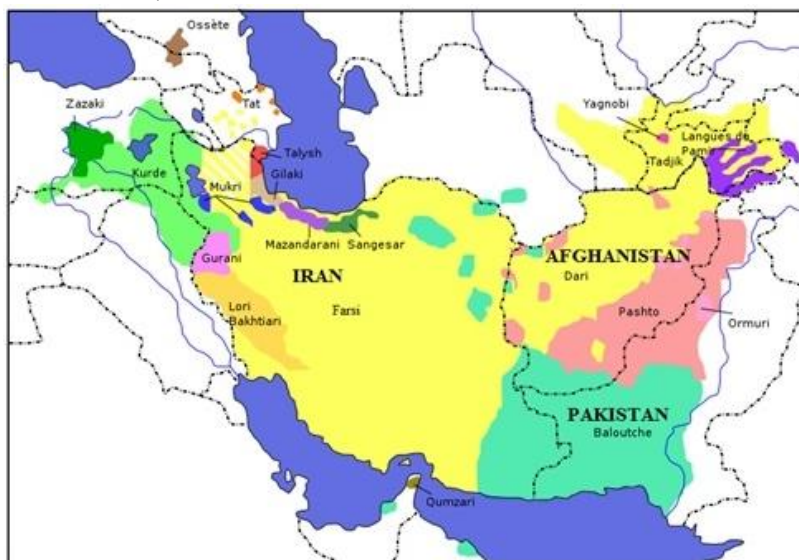 Ossète
Zazaki
Tat
Yagnobi
Langues de
Pamir
Tadjik
Talysh
Kurde
Gilaki
Mukri
Mazandarani
Sangesar
Gurani
IRAN
AFGHANISTAN
Dari
Lori
Bakhtiari
Farsi
Pashto
Ormuri
PAKISTAN
Baloutche
Qumzari